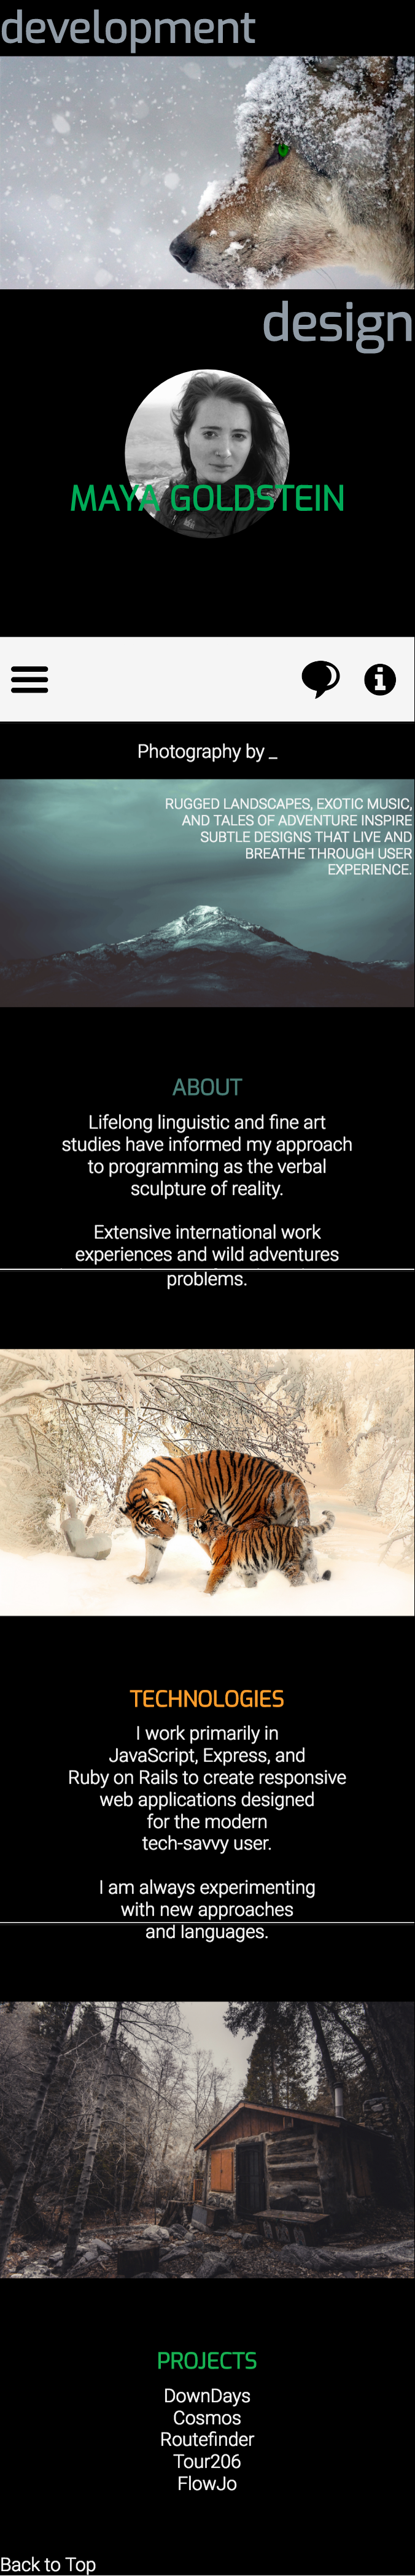 development
design
MAYA GOLDSTEIN
Photography by _
RUGGED LANDSCAPES, EXOTIC MUSIC,
AND TALES OF ADVENTURE INSPIRE
SUBTLE DESIGNS THAT LIVE AND
BREATHE THROUGH USER
EXPERIENCE.
ABOUT
Lifelong linguistic and fine art
studies have informed my approach
to programming as the verbal
sculpture of reality.
Extensive international work
experiences and wild adventures
problems.
TECHNOLOGIES
I work primarily in
JavaScript, Express, and
Ruby on Rails to create responsive
web applications designed
for the modern
tech-savvy user.
I am always experimenting
with new approaches
and languages.
PROJECTS
DownDays
Cosmos
Routefinder
Tour206
FlowJo
Back to Top